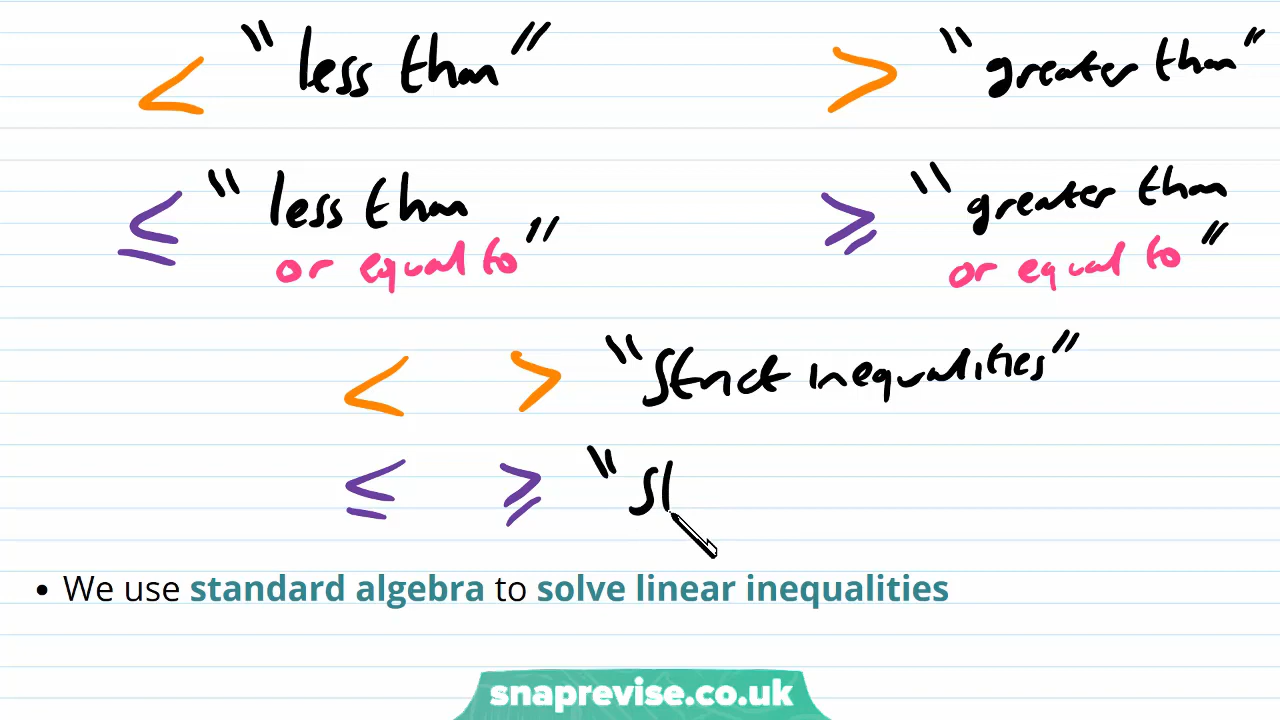 < "less than" > "greater than"
≤ "less than ≥ "greater than
or equal to" or equal to"
< > "strict inequalities"
≤ ≥ "sl
• We use standard algebra to solve linear inequalities
snaprevise.co.uk